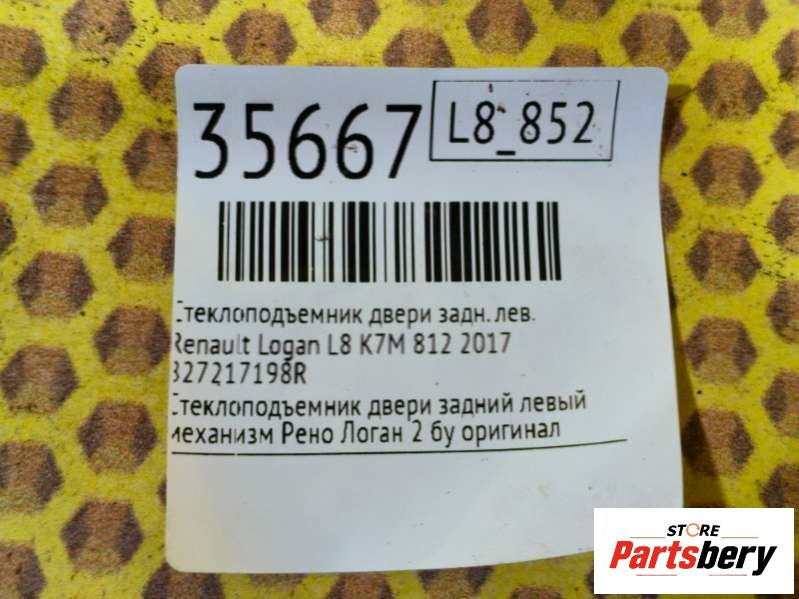 35667
L8_852
Стеклоподъемник двери задн. лев.
Renault Logan L8 K7M 812 2017
827217198R
Стеклоподъемник двери задний левый
механизм Рено Логан 2 бу оригинал
STORE
Partsbery